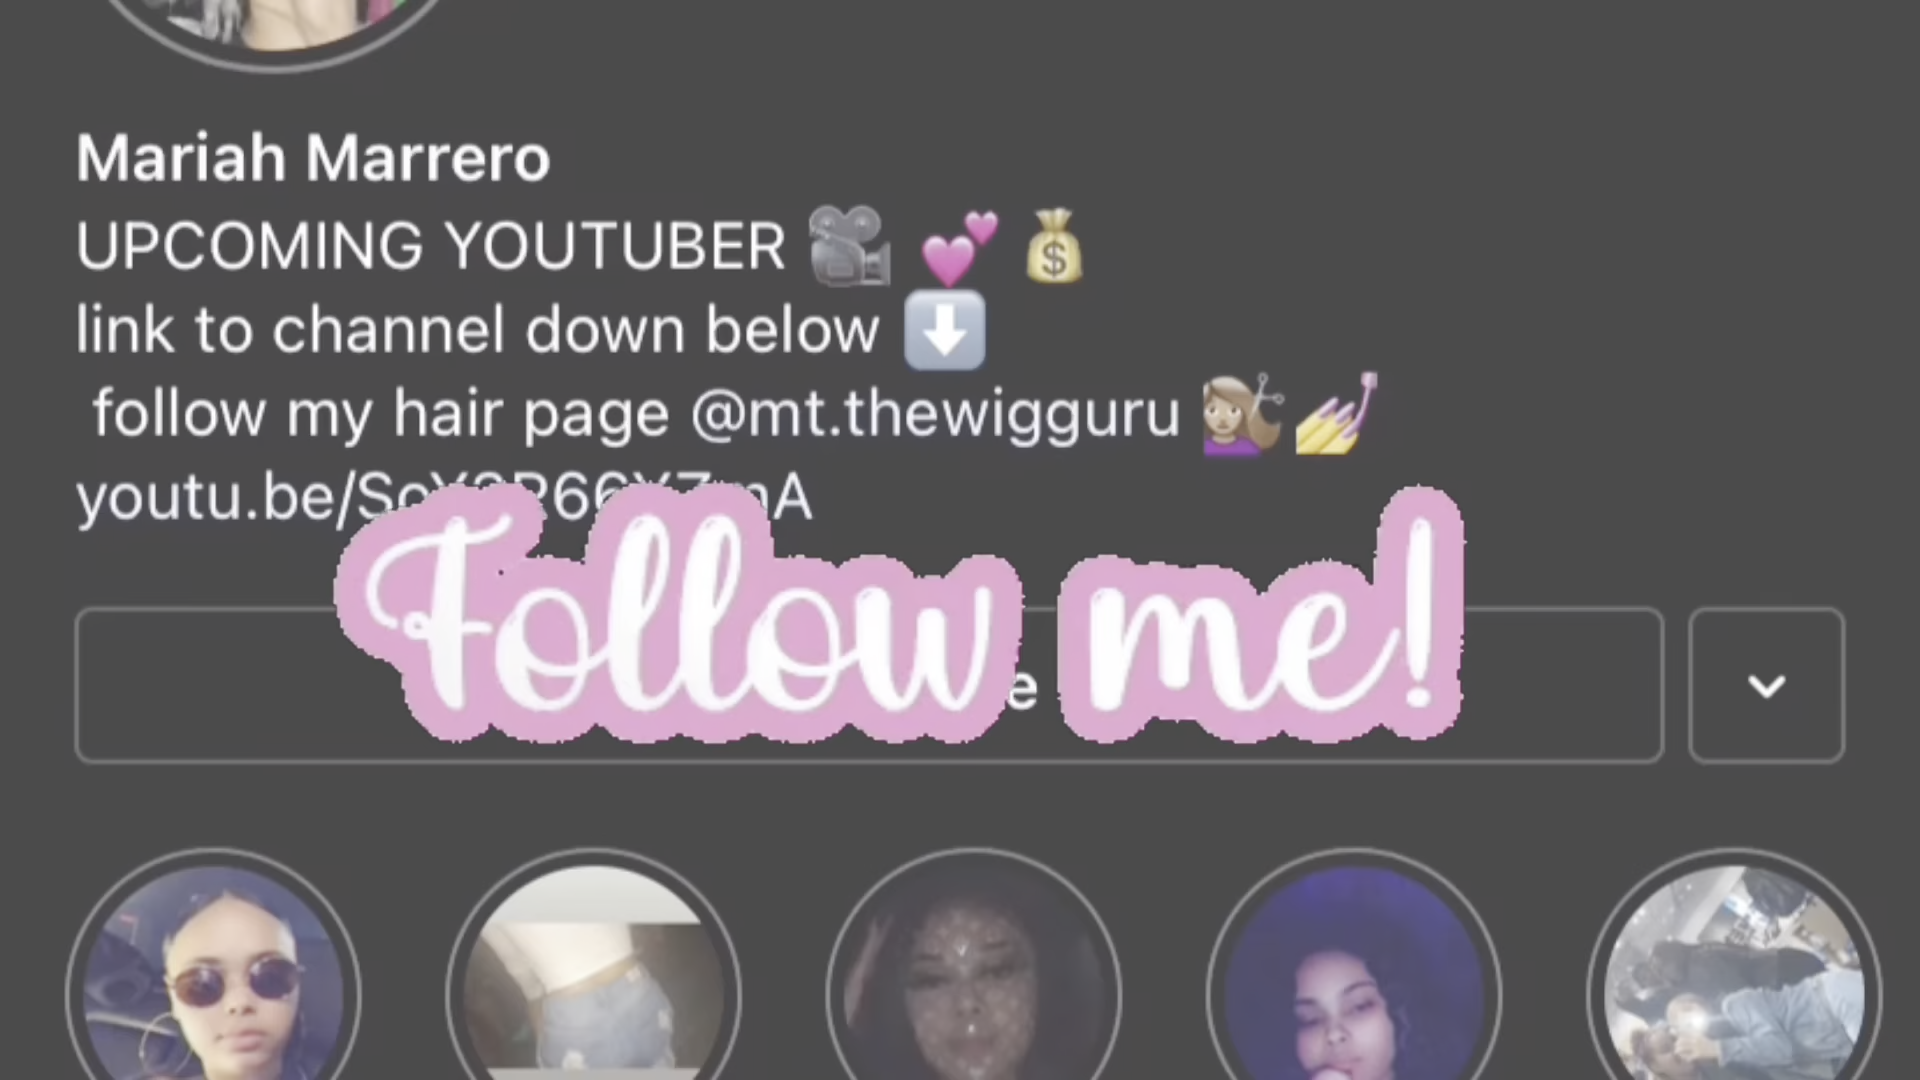 Mariah Marrero
UPCOMING YOUTUBER 🎥 💕 💰
link to channel down below ⬇️
follow my hair page @mt.thewigguru 💇🏽‍♀️💅
Follow me!